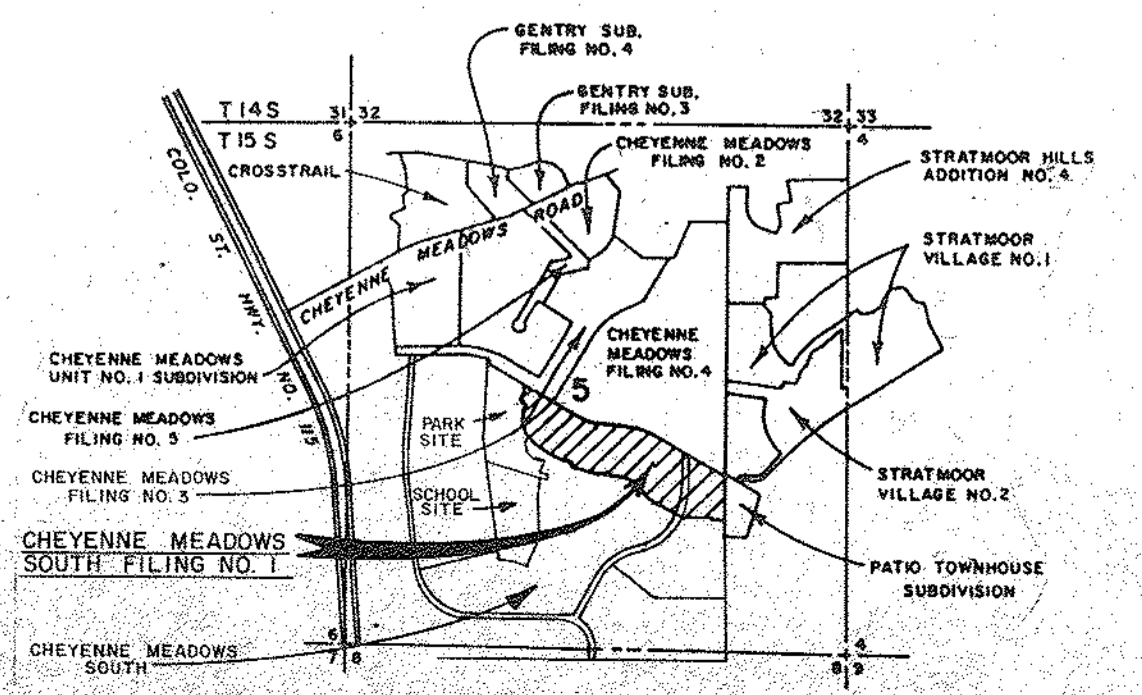 GENTRY SUB.
FILING NO. 4
GENTRY SUB.
FILING NO. 3
T 14 S
31 32
32 33
T 15 S
6
4
CHEYENNE MEADOWS
FILING NO. 2
STRATMOOR HILLS
ADDITION NO. 4
CROSSTRAIL
COLO. ST. HWY. NO. 115
CHEYENNE MEADOWS ROAD
STRATMOOR
VILLAGE NO. 1
CHEYENNE
MEADOWS
FILING NO. 4
CHEYENNE MEADOWS
UNIT NO. 1 SUBDIVISION
5
CHEYENNE MEADOWS
FILING NO. 5
PARK
SITE
CHEYENNE MEADOWS
FILING NO. 3
SCHOOL
SITE
STRATMOOR
VILLAGE NO. 2
CHEYENNE MEADOWS
SOUTH FILING NO. 1
PATIO TOWNHOUSE
SUBDIVISION
CHEYENNE MEADOWS
SOUTH
6
7 8
4
8 9